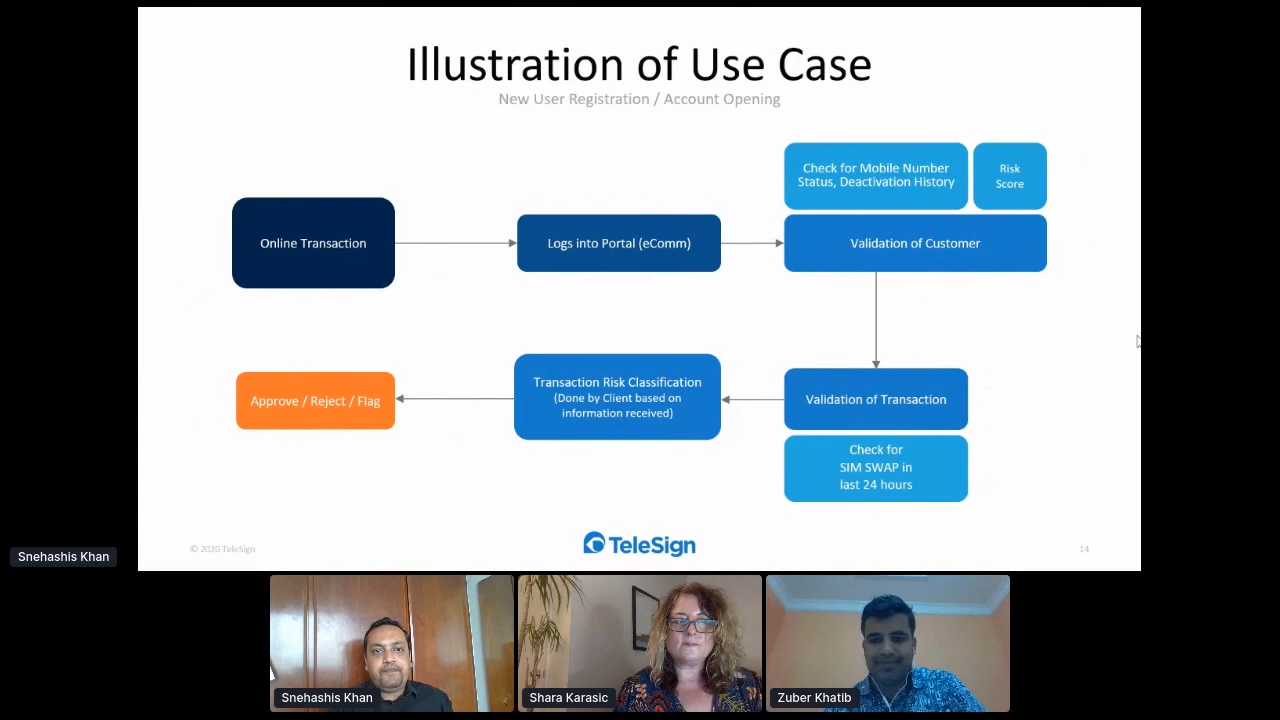 Illustration of Use Case
New User Registration / Account Opening
Check for Mobile Number
Status, Deactivation History
Risk
Score
Online Transaction
Logs into Portal (eComm)
Validation of Customer
Approve / Reject / Flag
Transaction Risk Classification
(Done by Client based on
information received)
Validation of Transaction
Check for
SIM SWAP in
last 24 hours
© 2020 TeleSign
TeleSign
14
Snehashis Khan
Snehashis Khan
Shara Karasic
Zuber Khatib